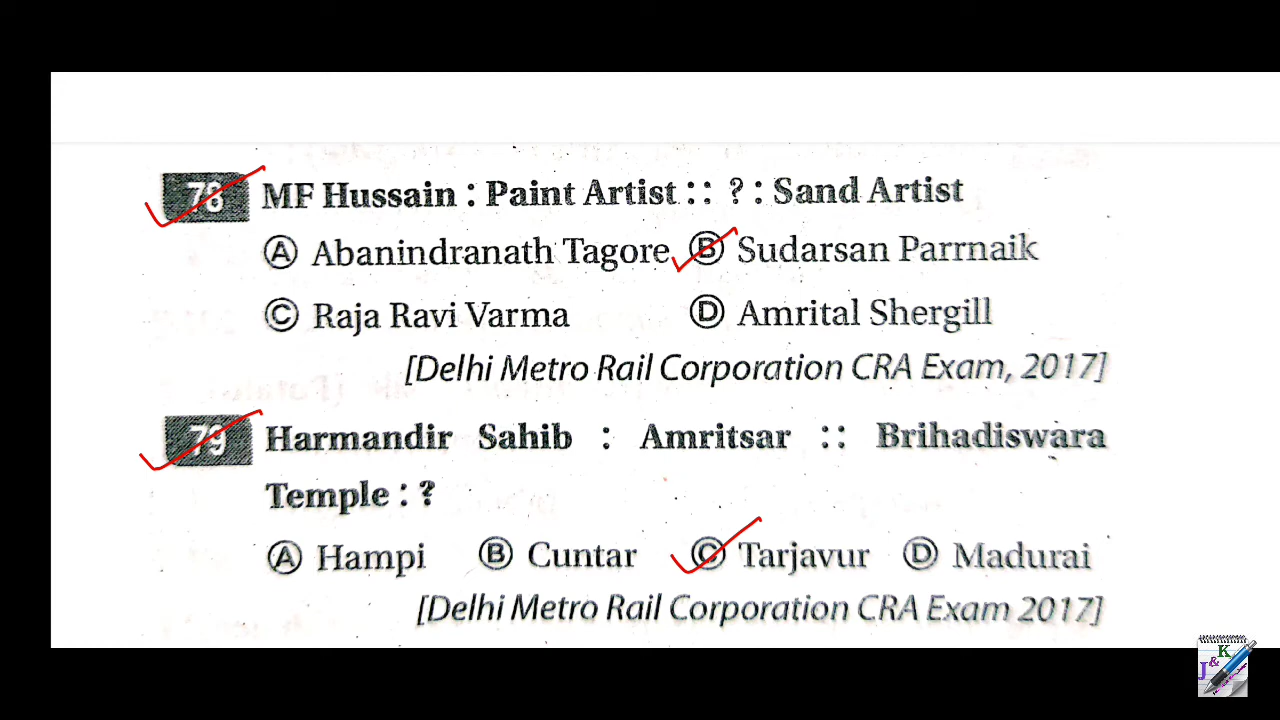 78 MF Hussain : Paint Artist :: ? : Sand Artist
Ⓐ Abanindranath Tagore Ⓑ Sudarsan Parrnaik
Ⓒ Raja Ravi Varma Ⓓ Amrital Shergill
[Delhi Metro Rail Corporation CRA Exam, 2017]
79 Harmandir Sahib : Amritsar :: Brihadiswara
Temple : ?
Ⓐ Hampi Ⓑ Cuntar Ⓒ Tarjavur Ⓓ Madurai
[Delhi Metro Rail Corporation CRA Exam 2017]
J&K